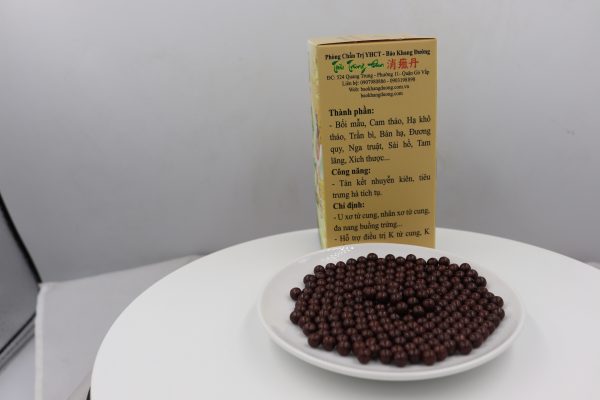 Phòng Chẩn Trị YHCT - Bảo Khang Đường
Tiêu Trưng Đan 消癥丹
ĐC: 524 Quang Trung - Phường 11 - Quận Gò Vấp
Liên hệ: 0907980886 - 0903198898
Web: baokhangduong.com.vn
baokhangduong.com
Thành phần:
- Bối mẫu, Cam thảo, Hạ khô
thảo, Trần bì, Bán hạ, Đương
quy, Nga truật, Sài hồ, Tam
lăng, Xích thược...
Công năng:
- Tán kết nhuyễn kiên, tiêu
trưng hà tích tụ.
Chỉ định:
- U xơ tử cung, nhân xơ tử cung,
đa nang buồng trứng...
- Hỗ trợ điều trị K tử cung, K